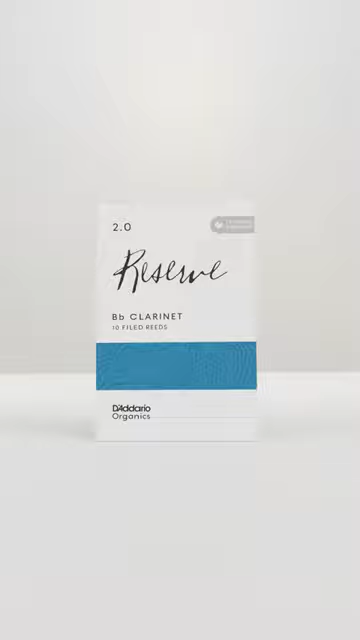 2.0
Reserve
Bb CLARINET
10 FILED REEDS
D'Addario
Organics